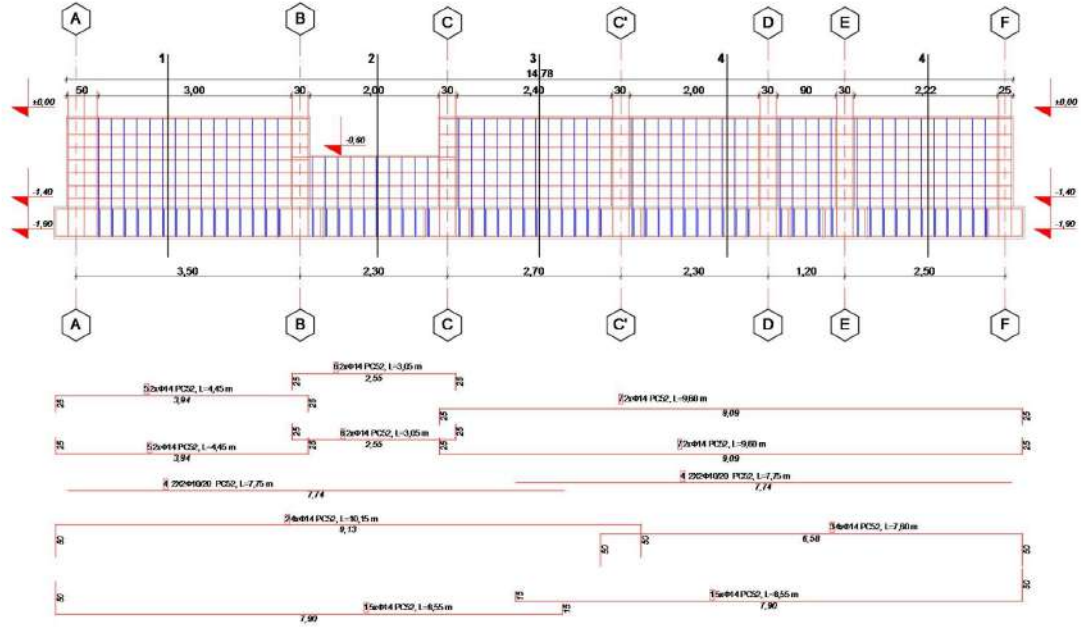 A B C C' D E F
1 2 3 4 4
14,78
50 3,00 30 2,00 30 2,40 30 2,00 30 90 30 2,22 25
±0,00 ±0,00
-0,60
-1,40 -1,40
-1,90 -1,90
3,50 2,30 2,70 2,30 1,20 2,50
A B C C' D E F
6 2xΦ14 PC52, L=3,05 m
25 2,55 25
5 2xΦ14 PC52, L=4,45 m
25 3,94 25
7 2xΦ14 PC52, L=9,60 m
25 9,09 25
6 2xΦ14 PC52, L=3,05 m
25 2,55 25
5 2xΦ14 PC52, L=4,45 m
25 3,94 25
7 2xΦ14 PC52, L=9,60 m
25 9,09 25
4 2X2Φ10/20 PC52, L=7,75 m
7,74
4 2X2Φ10/20 PC52, L=7,75 m
7,74
2 4xΦ14 PC52, L=10,15 m
50 9,13 50
3 4xΦ14 PC52, L=7,60 m
50 6,58 50
1 5xΦ14 PC52, L=8,55 m
50 7,90 15
1 5xΦ14 PC52, L=8,55 m
15 7,90 50